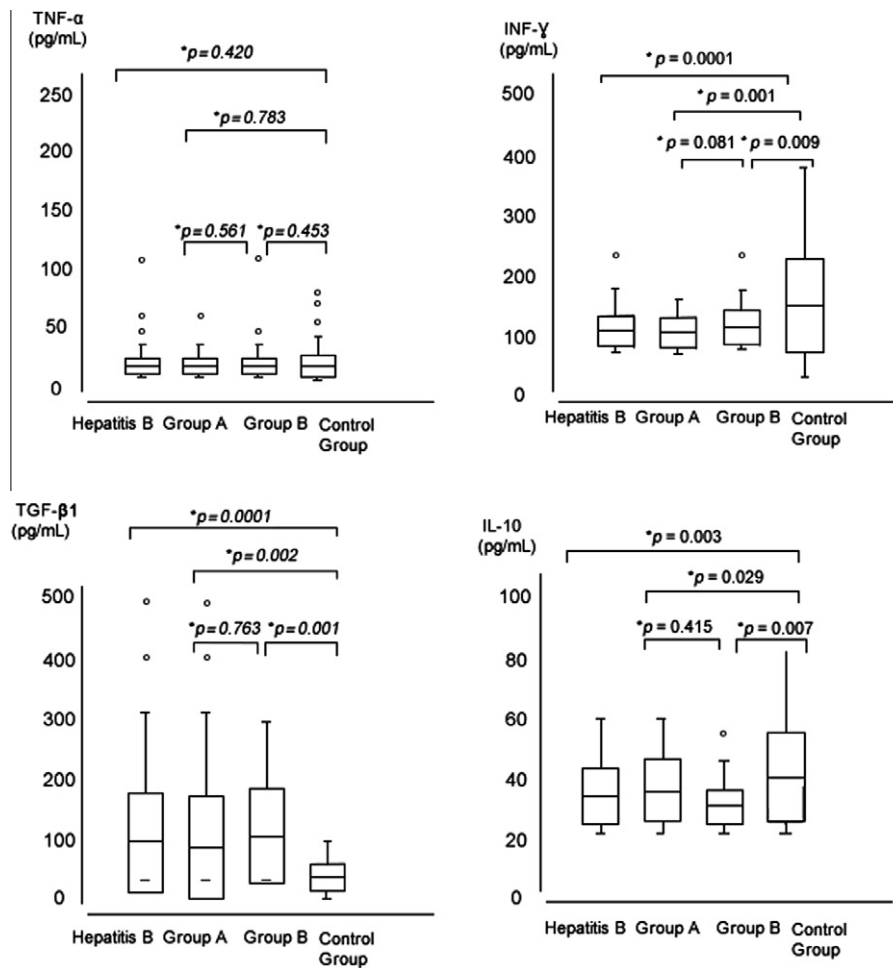 TNF-α
(pg/mL)
*p=0.420
250
*p=0.783
200
150
*p=0.561
*p=0.453
100
50
0
Hepatitis B Group A Group B Control
Group
INF-Ɣ
(pg/mL)
*p = 0.0001
500
*p = 0.001
400
*p = 0.081 *p = 0.009
300
200
100
0
Hepatitis B Group A Group B Control
Group
TGF-β1
(pg/mL)
*p=0.0001
*p=0.002
500
*p=0.763 *p=0.001
400
300
200
100
0
Hepatitis B Group A Group B Control
Group
IL-10
(pg/mL)
*p = 0.003
100
*p = 0.029
*p = 0.415 *p = 0.007
80
60
40
20
0
Hepatitis B Group A Group B Control
Group